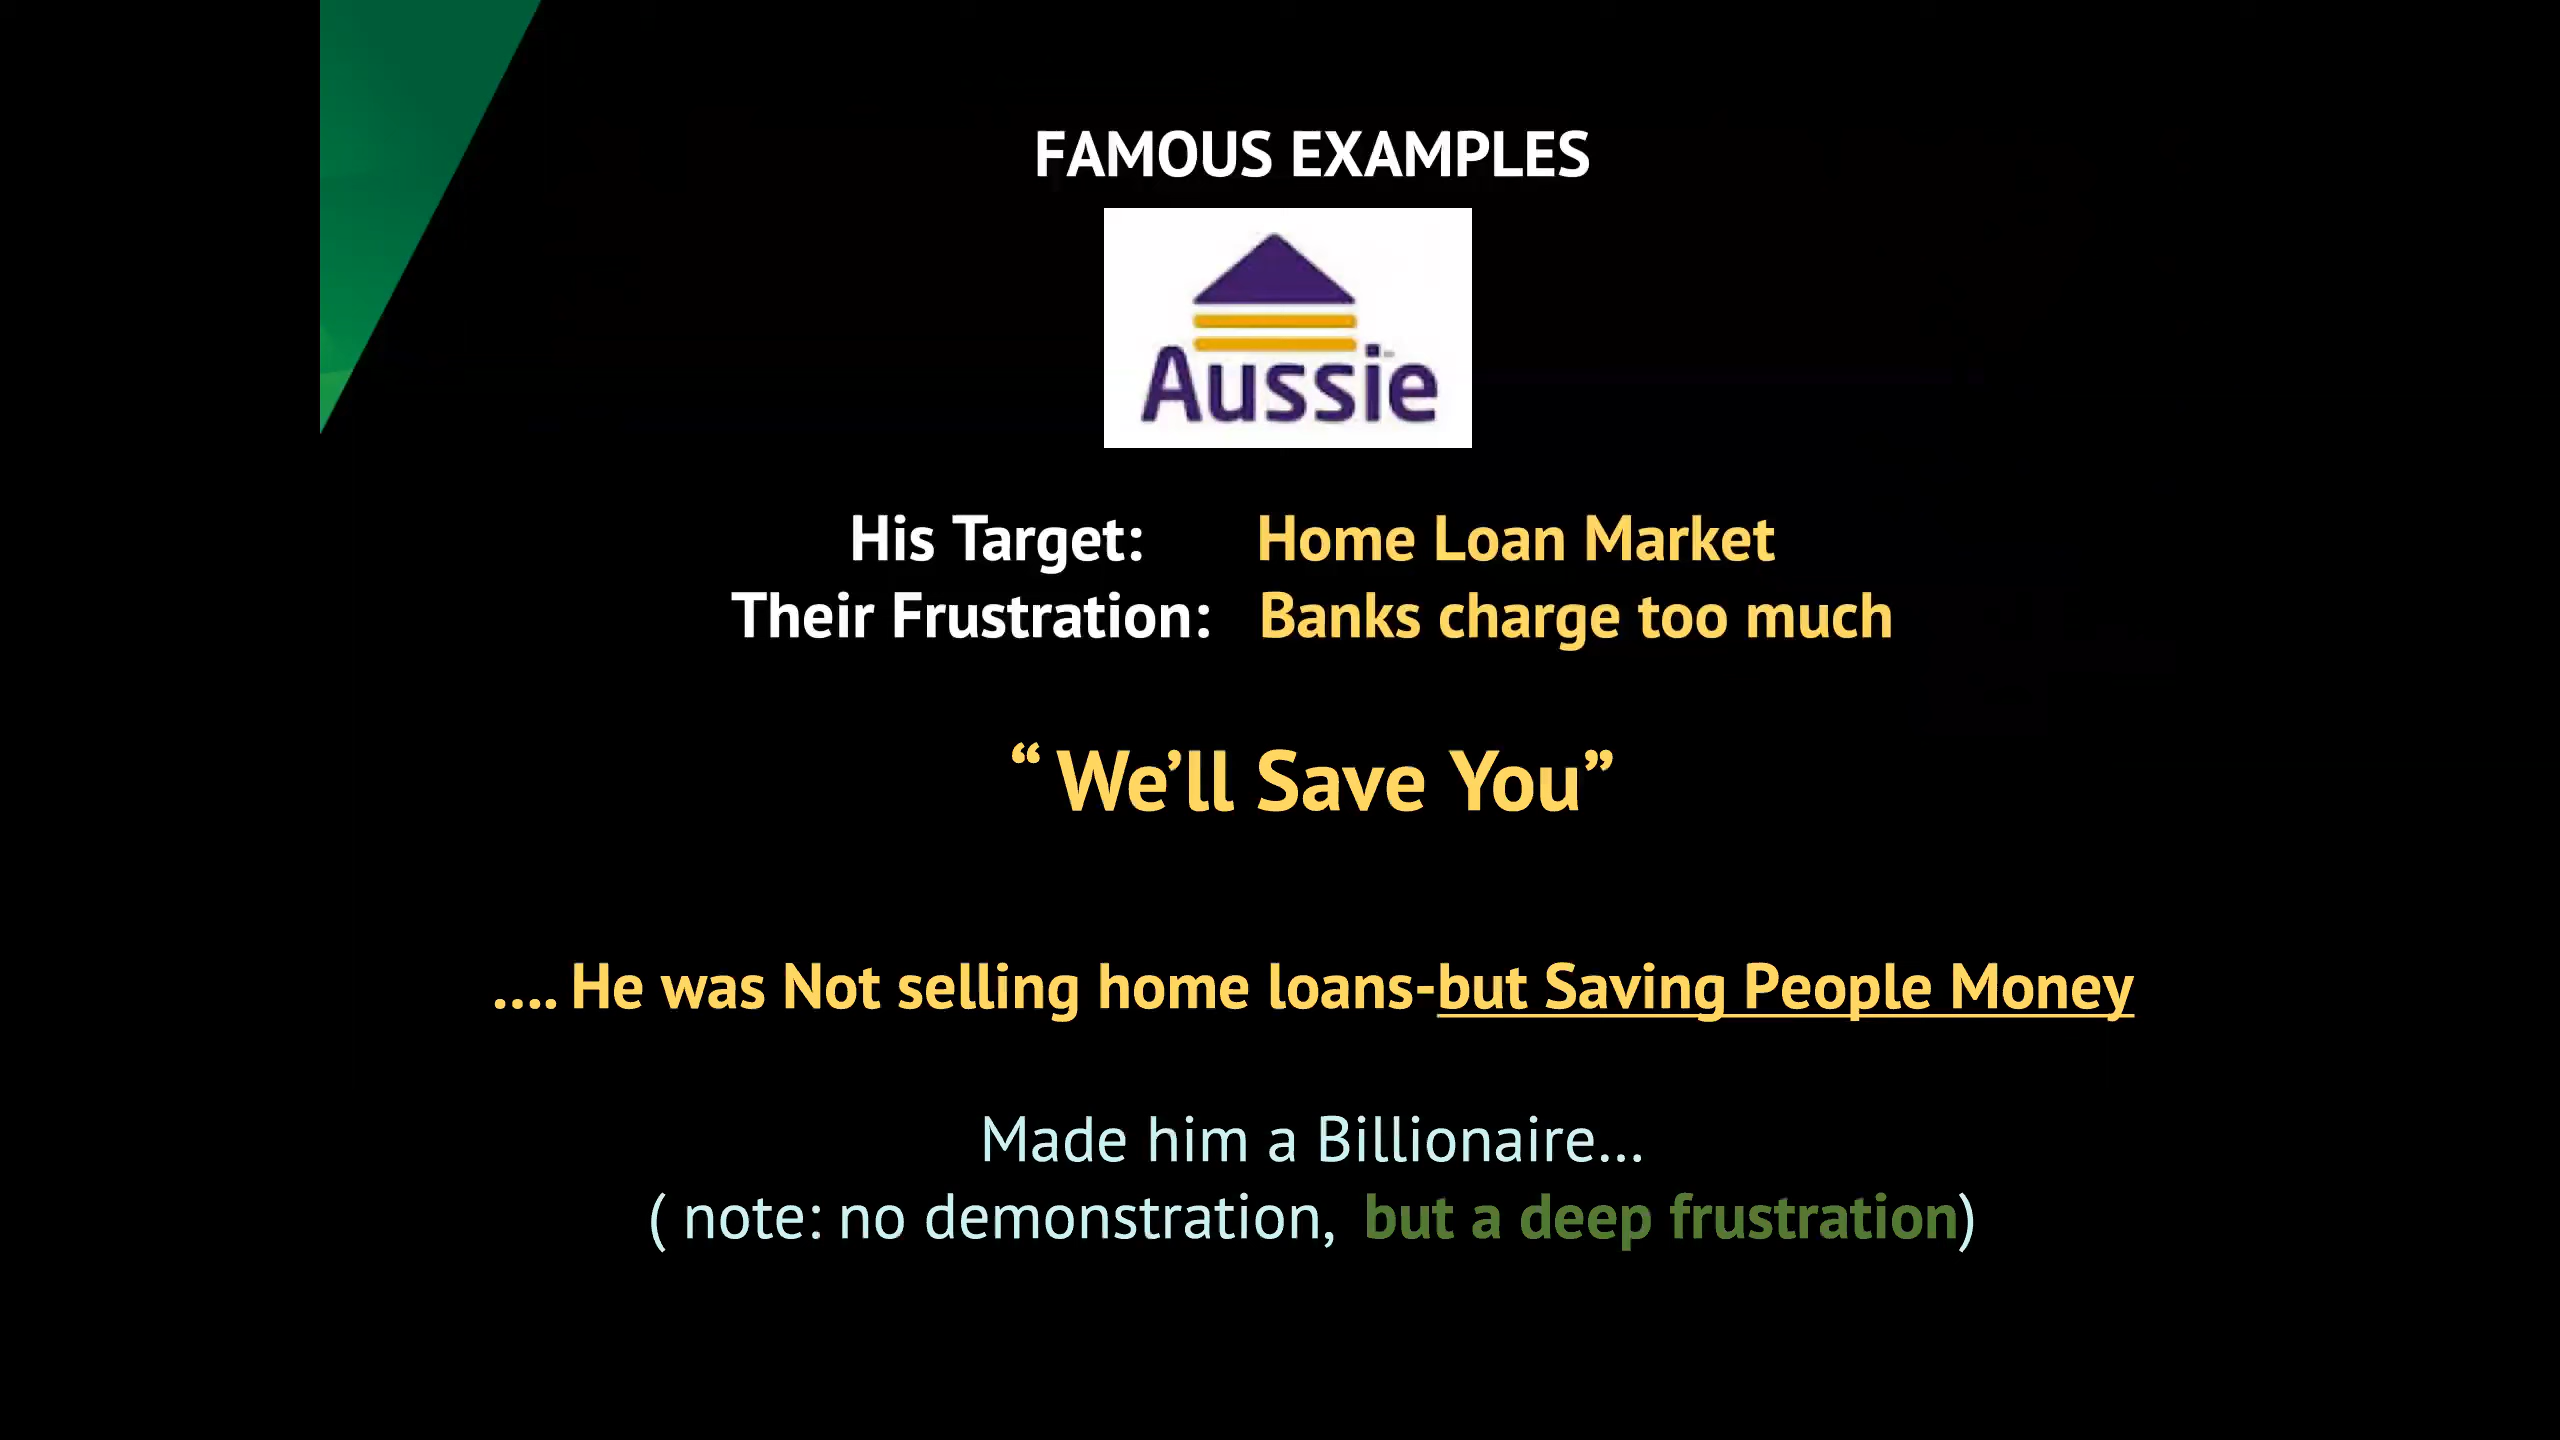 FAMOUS EXAMPLES
Aussie
His Target: Home Loan Market
Their Frustration: Banks charge too much
“ We’ll Save You”
.... He was Not selling home loans-but Saving People Money
Made him a Billionaire...
( note: no demonstration, but a deep frustration)